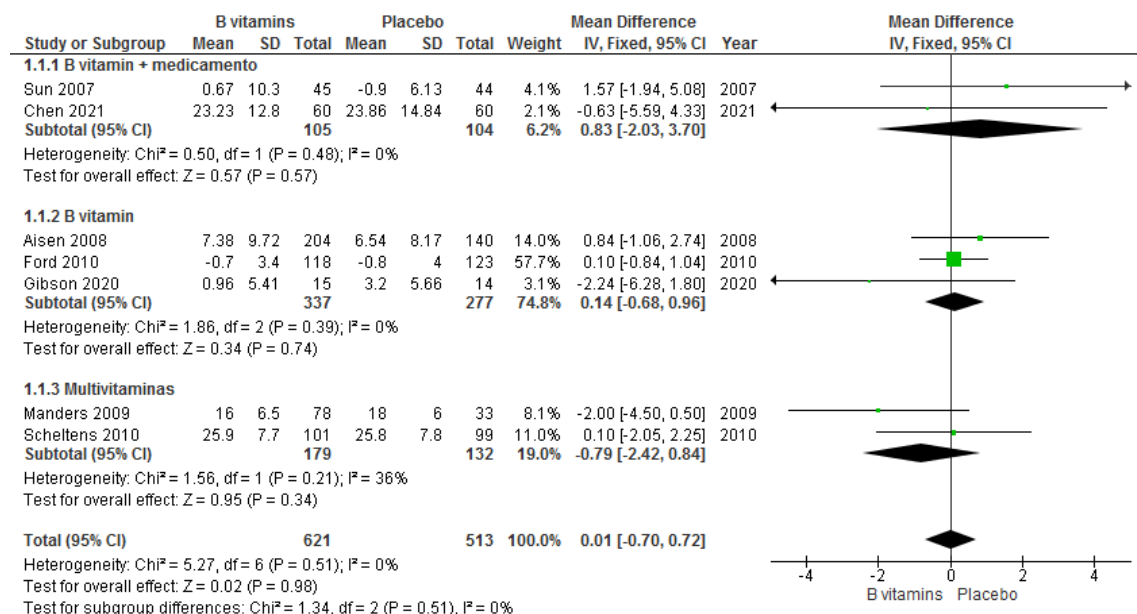 B vitamins Placebo Mean Difference Mean Difference
Study or Subgroup Mean SD Total Mean SD Total Weight IV, Fixed, 95% CI Year IV, Fixed, 95% CI
1.1.1 B vitamin + medicamento
Sun 2007 0.67 10.3 45 -0.9 6.13 44 4.1% 1.57 [-1.94, 5.08] 2007
Chen 2021 23.23 12.8 60 23.86 14.84 60 2.1% -0.63 [-5.59, 4.33] 2021
Subtotal (95% CI) 105 104 6.2% 0.83 [-2.03, 3.70]
Heterogeneity: Chi² = 0.50, df = 1 (P = 0.48); I² = 0%
Test for overall effect: Z = 0.57 (P = 0.57)
1.1.2 B vitamin
Aisen 2008 7.38 9.72 204 6.54 8.17 140 14.0% 0.84 [-1.06, 2.74] 2008
Ford 2010 -0.7 3.4 118 -0.8 4 123 57.7% 0.10 [-0.84, 1.04] 2010
Gibson 2020 0.96 5.41 15 3.2 5.66 14 3.1% -2.24 [-6.28, 1.80] 2020
Subtotal (95% CI) 337 277 74.8% 0.14 [-0.68, 0.96]
Heterogeneity: Chi² = 1.86, df = 2 (P = 0.39); I² = 0%
Test for overall effect: Z = 0.34 (P = 0.74)
1.1.3 Multivitaminas
Manders 2009 16 6.5 78 18 6 33 8.1% -2.00 [-4.50, 0.50] 2009
Scheltens 2010 25.9 7.7 101 25.8 7.8 99 11.0% 0.10 [-2.05, 2.25] 2010
Subtotal (95% CI) 179 132 19.0% -0.79 [-2.42, 0.84]
Heterogeneity: Chi² = 1.56, df = 1 (P = 0.21); I² = 36%
Test for overall effect: Z = 0.95 (P = 0.34)
Total (95% CI) 621 513 100.0% 0.01 [-0.70, 0.72]
Heterogeneity: Chi² = 5.27, df = 6 (P = 0.51); I² = 0%
Test for overall effect: Z = 0.02 (P = 0.98)
Test for subgroup differences: Chi² = 1.34, df = 2 (P = 0.51), I² = 0%
-4 -2 0 2 4
B vitamins Placebo